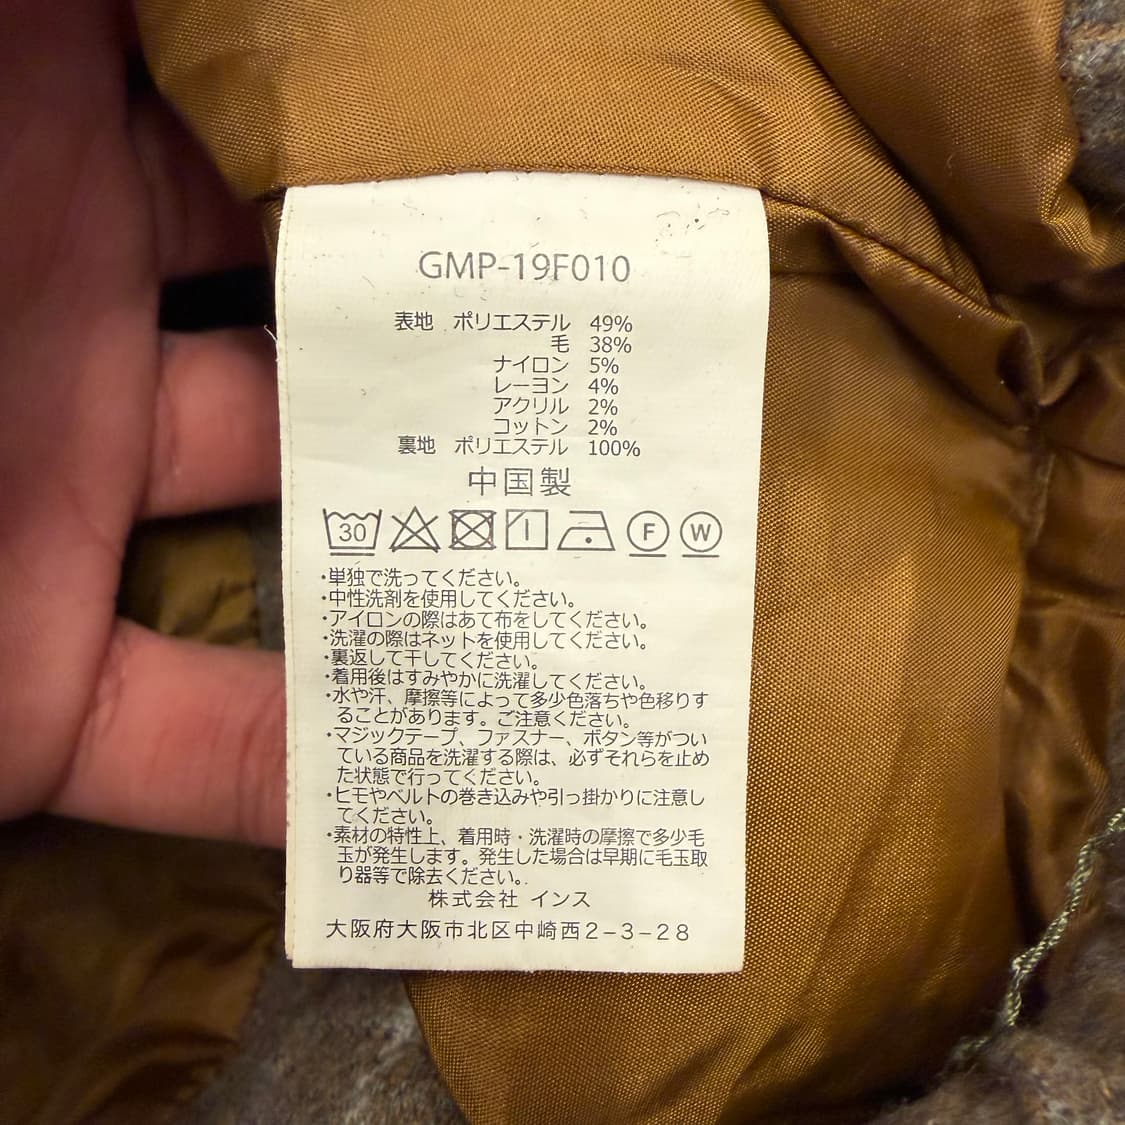 GMP-19F010
表地 ポリエステル 49%
毛 38%
ナイロン 5%
レーヨン 4%
アクリル 2%
コットン 2%
裏地 ポリエステル 100%
中国製
30 F W
・単独で洗ってください。
・中性洗剤を使用してください。
・アイロンの際はあて布をしてください。
・洗濯の際はネットを使用してください。
・裏返して干してください。
・着用後はすみやかに洗濯してください。
・水や汗、摩擦等によって多少色落ちや色移りす
ることがあります。ご注意ください。
・マジックテープ、ファスナー、ボタン等がつい
ている商品を洗濯する際は、必ずそれらを止め
た状態で行ってください。
・ヒモやベルトの巻き込みや引っ掛かりに注意し
てください。
・素材の特性上、着用時・洗濯時の摩擦で多少毛
玉が発生します。発生した場合は早期に毛玉取
り器等で除去ください。
株式会社 インス
大阪府大阪市北区中崎西2-3-28